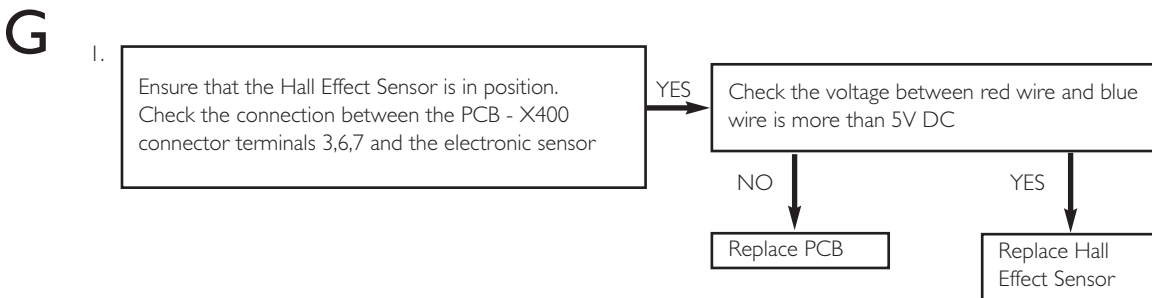 G
1.
Ensure that the Hall Effect Sensor is in position.
Check the connection between the PCB - X400
connector terminals 3,6,7 and the electronic sensor
YES
Check the voltage between red wire and blue
wire is more than 5V DC
NO
YES
Replace PCB
Replace Hall
Effect Sensor